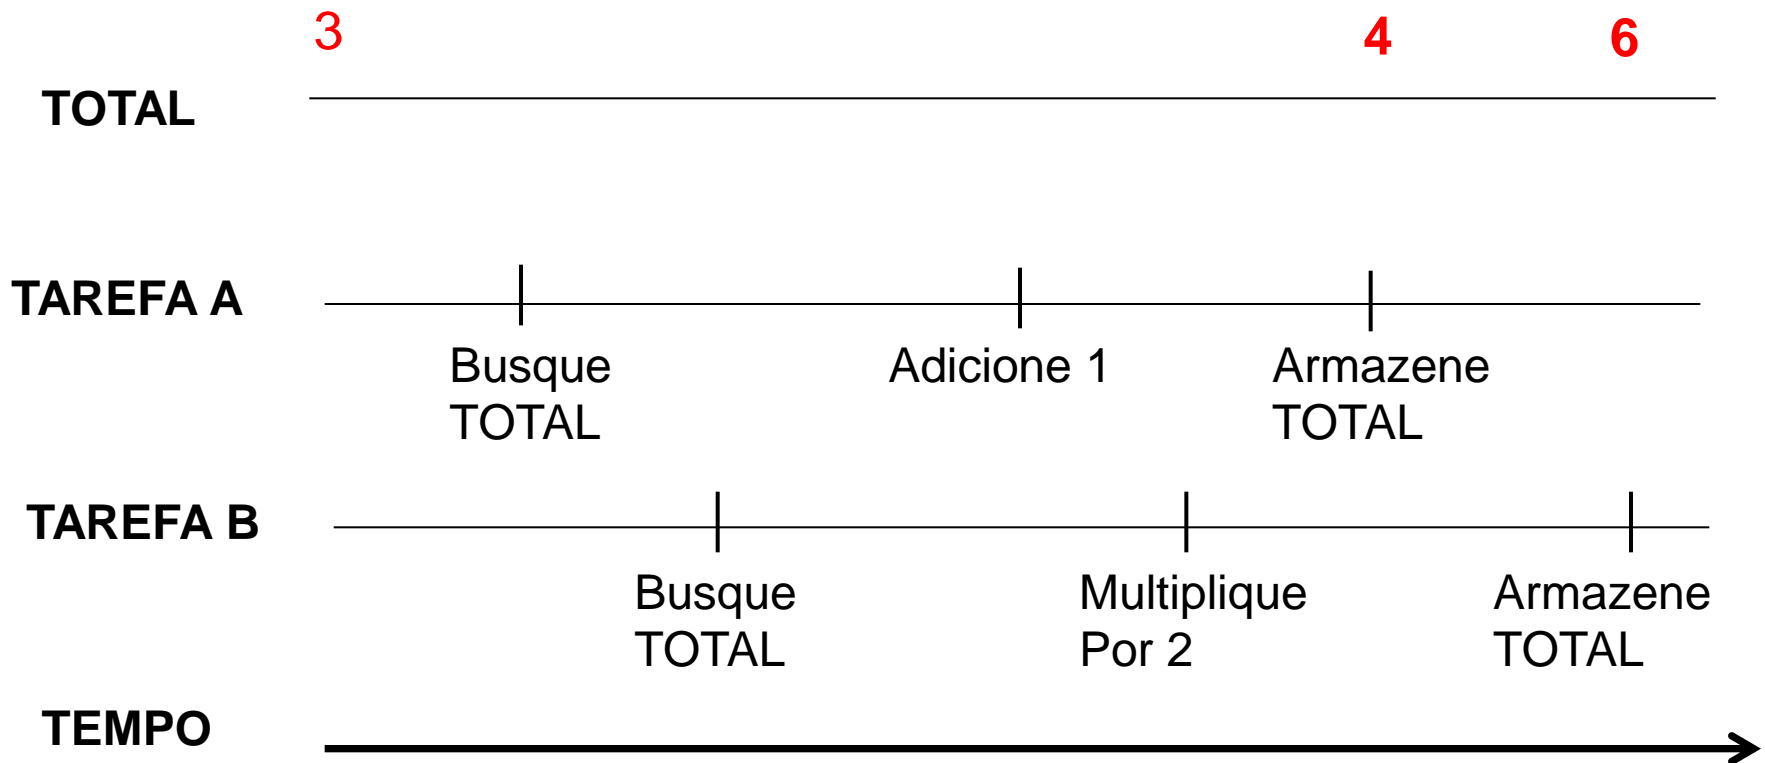 3 4 6
TOTAL
TAREFA A
Busque
TOTAL
Adicione 1
Armazene
TOTAL
TAREFA B
Busque
TOTAL
Multiplique
Por 2
Armazene
TOTAL
TEMPO